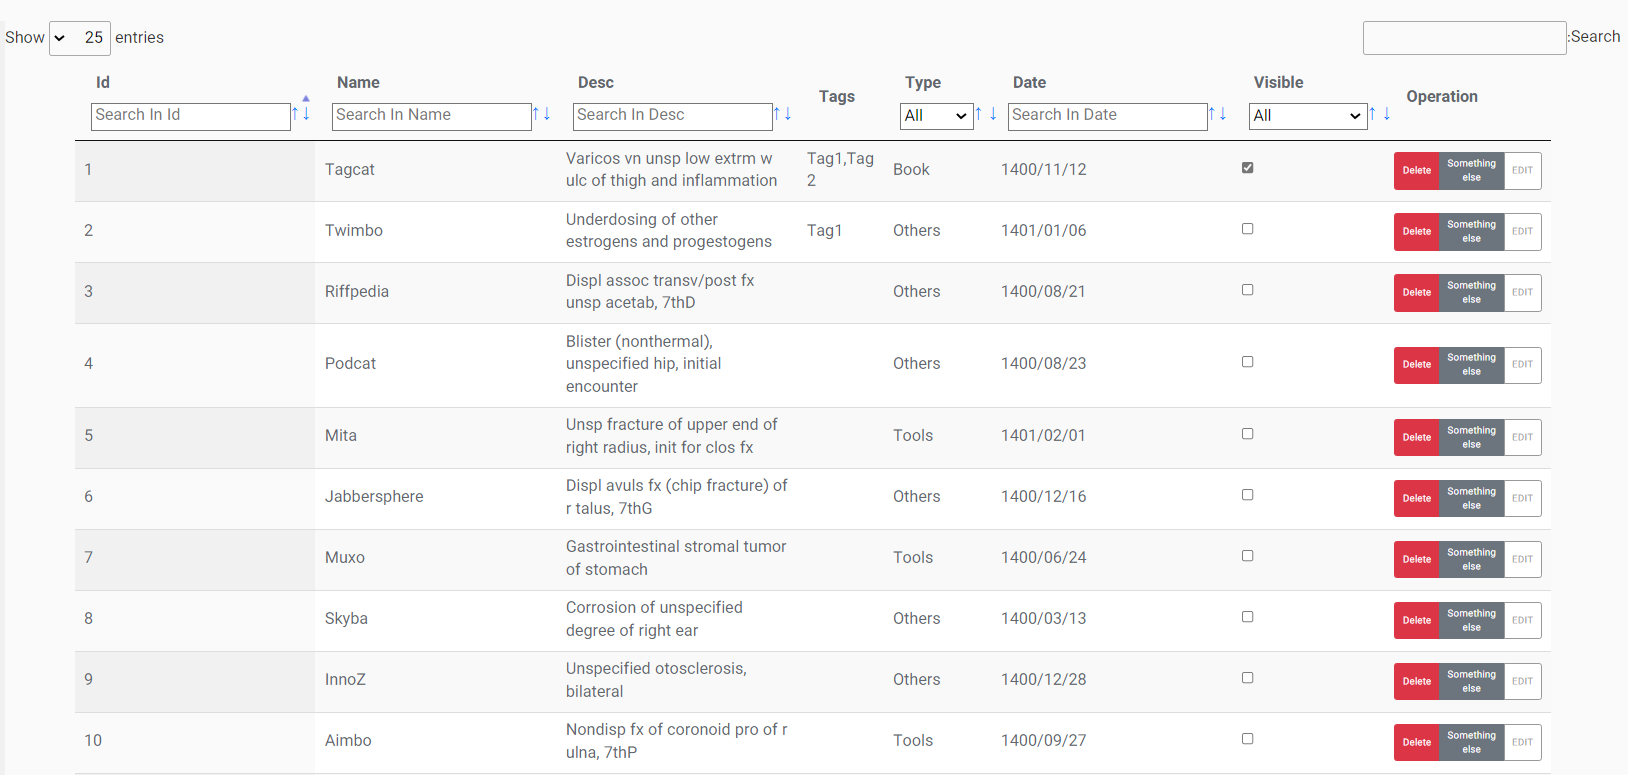 Show 25 entries
:Search
Id Name Desc Tags Type Date Visible Operation
Search In Id Search In Name Search In Desc All Search In Date All
1 Tagcat Varicos vn unsp low extrm w ulc of thigh and inflammation Tag1,Tag2 Book 1400/11/12 Delete Something else EDIT
2 Twimbo Underdosing of other estrogens and progestogens Tag1 Others 1401/01/06 Delete Something else EDIT
3 Riffpedia Displ assoc transv/post fx unsp acetab, 7thD Others 1400/08/21 Delete Something else EDIT
4 Podcat Blister (nonthermal), unspecified hip, initial encounter Others 1400/08/23 Delete Something else EDIT
5 Mita Unsp fracture of upper end of right radius, init for clos fx Tools 1401/02/01 Delete Something else EDIT
6 Jabbersphere Displ avuls fx (chip fracture) of r talus, 7thG Others 1400/12/16 Delete Something else EDIT
7 Muxo Gastrointestinal stromal tumor of stomach Tools 1400/06/24 Delete Something else EDIT
8 Skyba Corrosion of unspecified degree of right ear Others 1400/03/13 Delete Something else EDIT
9 InnoZ Unspecified otosclerosis, bilateral Others 1400/12/28 Delete Something else EDIT
10 Aimbo Nondisp fx of coronoid pro of r ulna, 7thP Tools 1400/09/27 Delete Something else EDIT